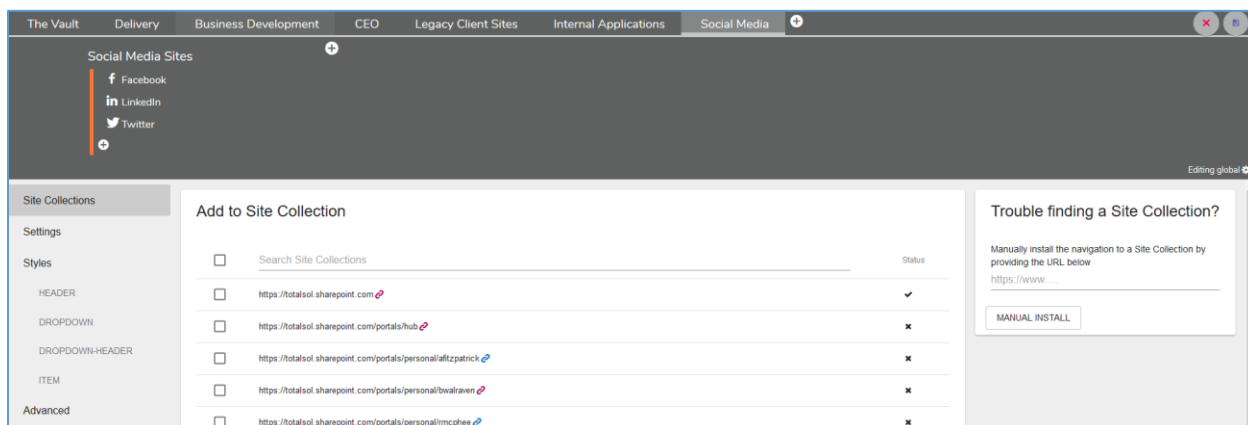 The Vault Delivery Business Development CEO Legacy Client Sites Internal Applications Social Media
Social Media Sites
Facebook
LinkedIn
Twitter
Editing global
Site Collections
Settings
Styles
HEADER
DROPDOWN
DROPDOWN-HEADER
ITEM
Advanced
Add to Site Collection
Search Site Collections Status
https://totalsol.sharepoint.com
https://totalsol.sharepoint.com/portals/hub
https://totalsol.sharepoint.com/portals/personal/afitzpatrick
https://totalsol.sharepoint.com/portals/personal/bwalraven
https://totalsol.sharepoint.com/portals/personal/rmcphee
Trouble finding a Site Collection?
Manually install the navigation to a Site Collection by
providing the URL below
https://www.....
MANUAL INSTALL